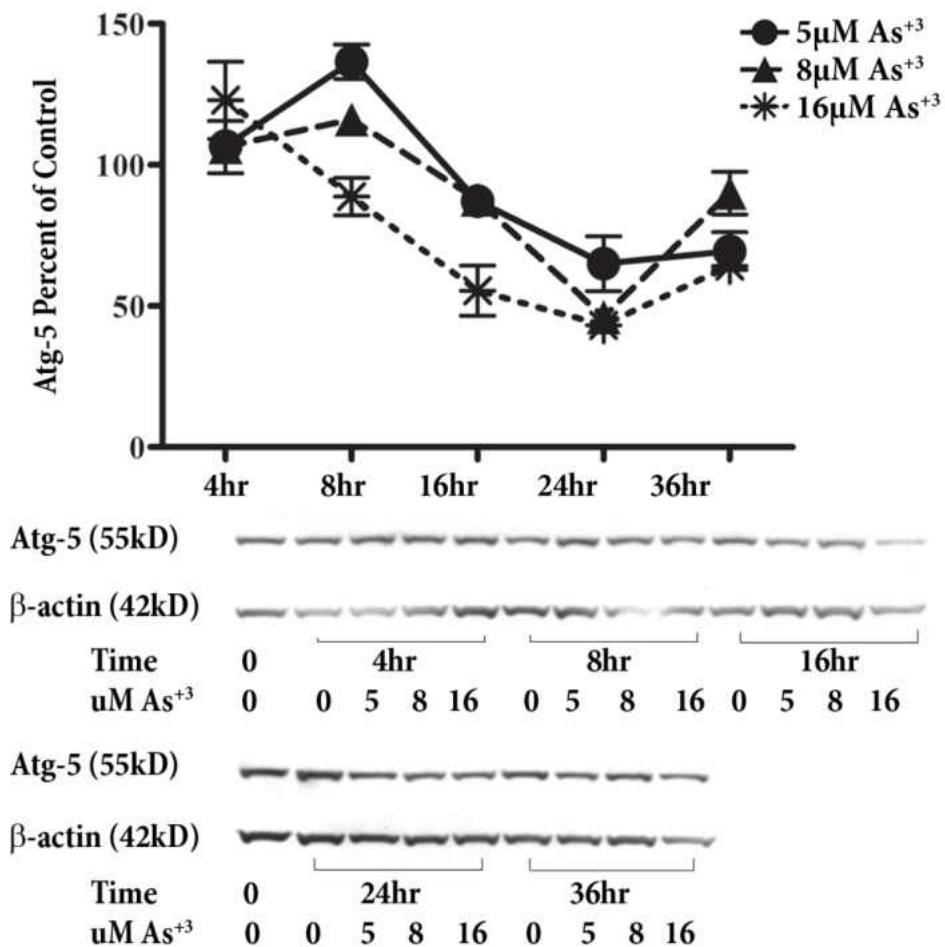 150
5μM As⁺³
8μM As⁺³
16μM As⁺³
100
50
0
Atg-5 Percent of Control
4hr 8hr 16hr 24hr 36hr
Atg-5 (55kD)
β-actin (42kD)
Time 0 4hr 8hr 16hr
uM As⁺³ 0 0 5 8 16 0 5 8 16 0 5 8 16
Atg-5 (55kD)
β-actin (42kD)
Time 0 24hr 36hr
uM As⁺³ 0 0 5 8 16 0 5 8 16